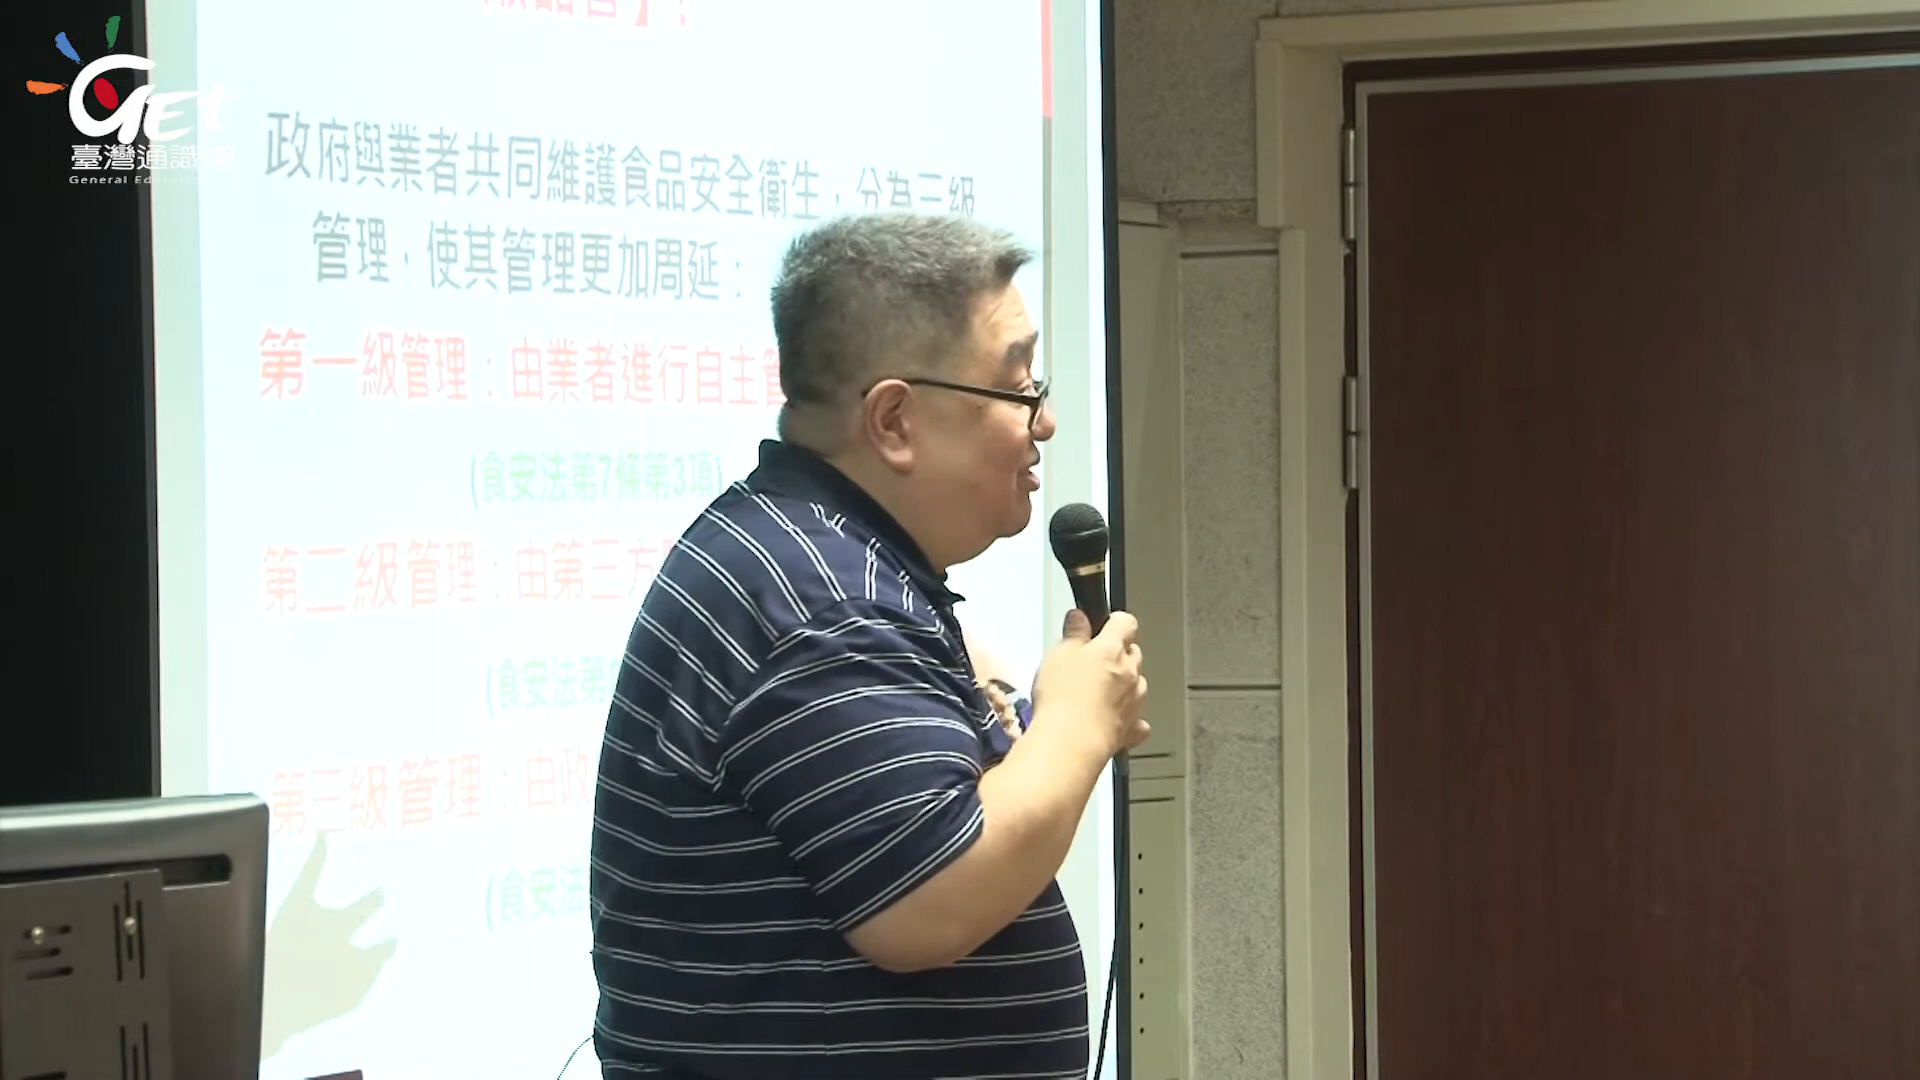 GET
臺灣通識
General
政府與業者共同維護食品安全衛生，分為三級
管理，使其管理更加周延：
第一級管理：由業者進行自主管
(食安法第7條第3項)
第二級管理：由第三方
(食安法第
第三級管理：由政
(食安法